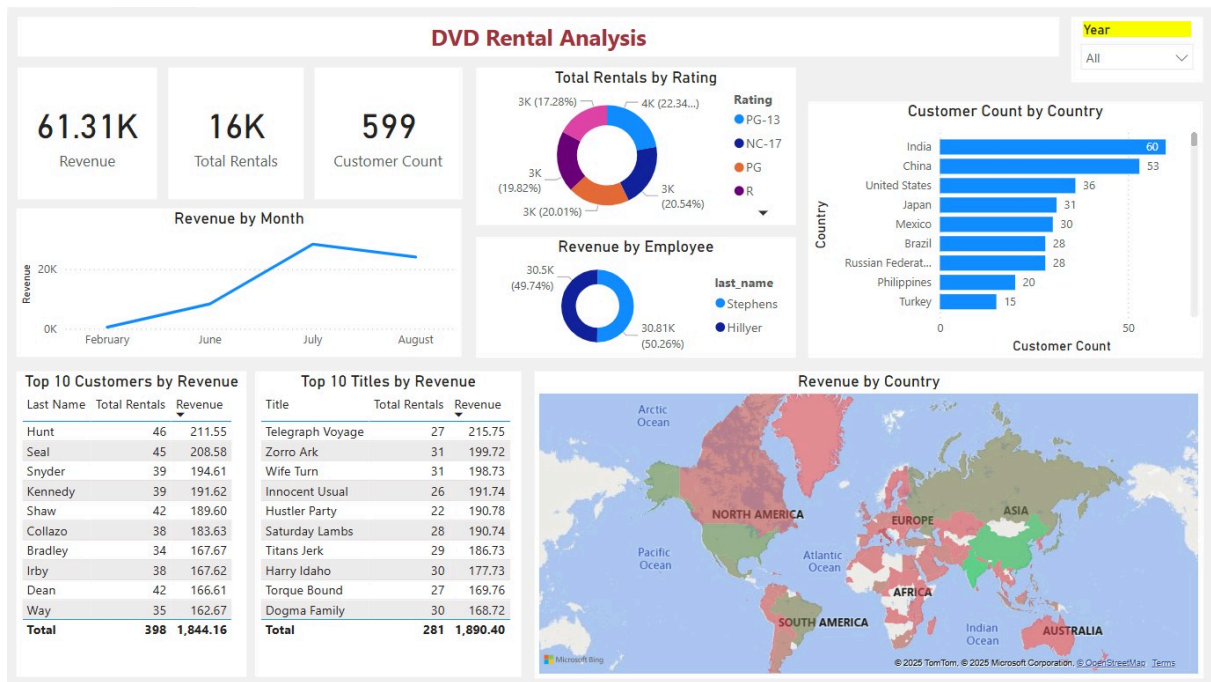 DVD Rental Analysis
Year
All
61.31K
Revenue
16K
Total Rentals
599
Customer Count
Total Rentals by Rating
3K (17.28%)
4K (22.34...)
3K
(19.82%)
3K
(20.54%)
3K (20.01%)
Rating
PG-13
NC-17
PG
R
Customer Count by Country
Country
India 60
China 53
United States 36
Japan 31
Mexico 30
Brazil 28
Russian Federat... 28
Philippines 20
Turkey 15
0 50
Customer Count
Revenue by Month
Revenue
20K
0K
February June July August
Revenue by Employee
30.5K
(49.74%)
30.81K
(50.26%)
last_name
Stephens
Hillyer
Top 10 Customers by Revenue
Last Name Total Rentals Revenue
Hunt 46 211.55
Seal 45 208.58
Snyder 39 194.61
Kennedy 39 191.62
Shaw 42 189.60
Collazo 38 183.63
Bradley 34 167.67
Irby 38 167.62
Dean 42 166.61
Way 35 162.67
Total 398 1,844.16
Top 10 Titles by Revenue
Title Total Rentals Revenue
Telegraph Voyage 27 215.75
Zorro Ark 31 199.72
Wife Turn 31 198.73
Innocent Usual 26 191.74
Hustler Party 22 190.78
Saturday Lambs 28 190.74
Titans Jerk 29 186.73
Harry Idaho 30 177.73
Torque Bound 27 169.76
Dogma Family 30 168.72
Total 281 1,890.40
Revenue by Country
Arctic
Ocean
NORTH AMERICA
EUROPE
ASIA
Pacific
Ocean
Atlantic
Ocean
AFRICA
SOUTH AMERICA
Indian
Ocean
AUSTRALIA
Microsoft Bing
© 2025 TomTom, © 2025 Microsoft Corporation, © OpenStreetMap Terms